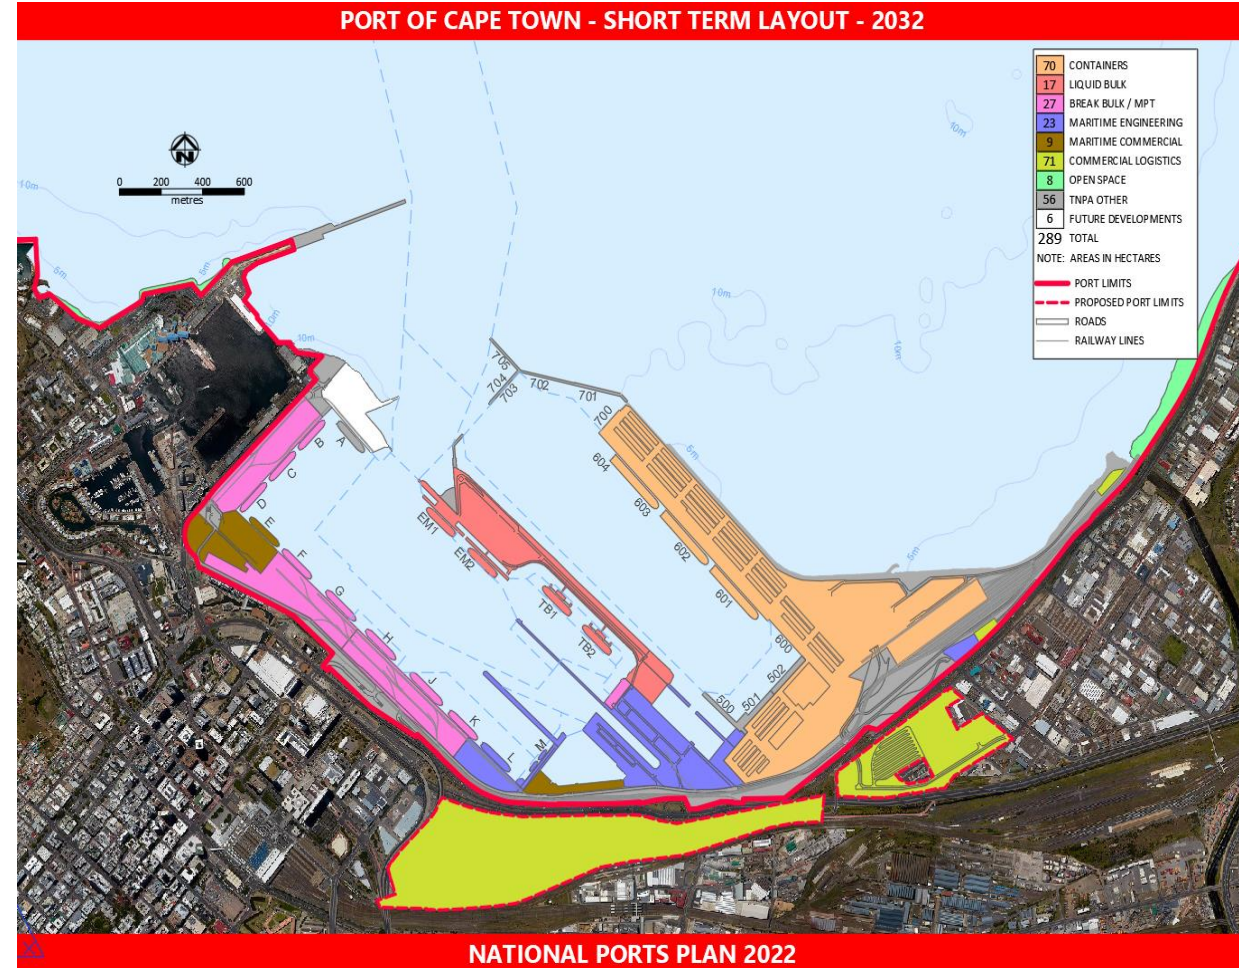 PORT OF CAPE TOWN - SHORT TERM LAYOUT - 2032
70 CONTAINERS
17 LIQUID BULK
27 BREAK BULK / MPT
23 MARITIME ENGINEERING
9 MARITIME COMMERCIAL
71 COMMERCIAL LOGISTICS
8 OPEN SPACE
56 TNPA OTHER
6 FUTURE DEVELOPMENTS
289 TOTAL
NOTE: AREAS IN HECTARES
PORT LIMITS
PROPOSED PORT LIMITS
ROADS
RAILWAY LINES
N
0 200 400 600
metres
10m
10m
5m
5m
10m
10m
10m
10m
5m
5m
705
704
703
702
701
700
604
603
602
601
600
502
501
500
A
B
C
D
E
F
G
H
J
K
L
M
EM1
EM2
TB1
TB2
NATIONAL PORTS PLAN 2022